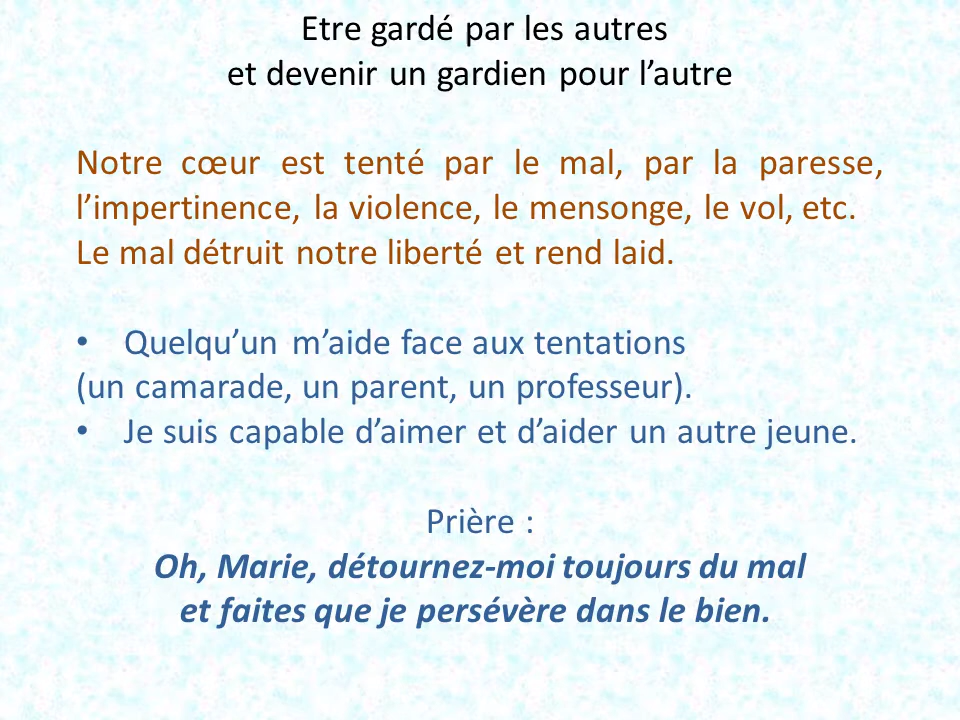 Etre gardé par les autres
et devenir un gardien pour l’autre
Notre cœur est tenté par le mal, par la paresse,
l’impertinence, la violence, le mensonge, le vol, etc.
Le mal détruit notre liberté et rend laid.
• Quelqu’un m’aide face aux tentations
(un camarade, un parent, un professeur).
• Je suis capable d’aimer et d’aider un autre jeune.
Prière :
Oh, Marie, détournez-moi toujours du mal
et faites que je persévère dans le bien.